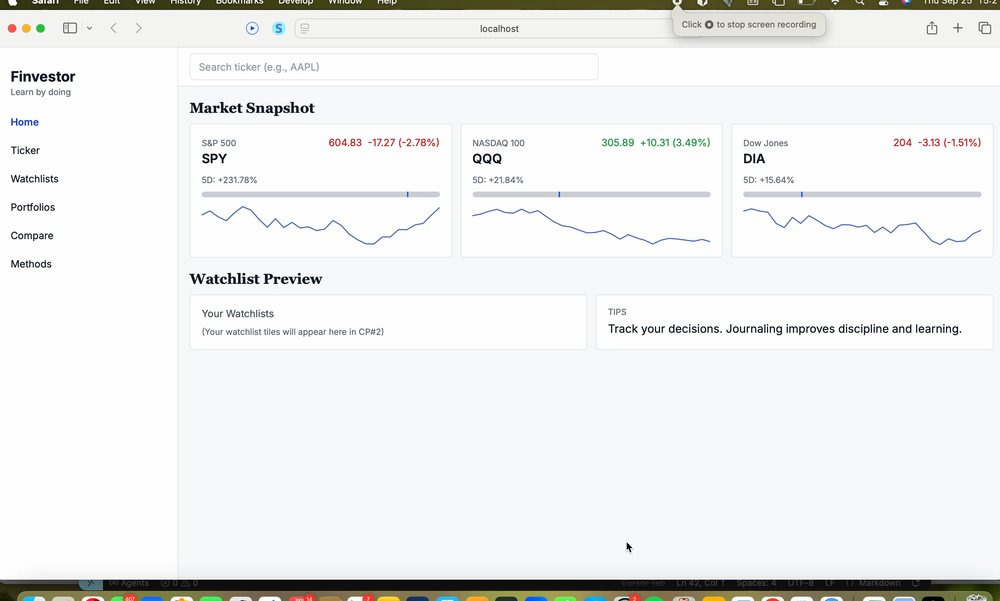 Safari File Edit View History Bookmarks Develop Window Help
Thu Sep 25 15:2
Click to stop screen recording
localhost
Search ticker (e.g., AAPL)
Finvestor
Learn by doing
Home
Ticker
Watchlists
Portfolios
Compare
Methods
Market Snapshot
S&P 500 604.83 -17.27 (-2.78%)
SPY
5D: +231.78%
NASDAQ 100 305.89 +10.31 (3.49%)
QQQ
5D: +21.84%
Dow Jones 204 -3.13 (-1.51%)
DIA
5D: +15.64%
Watchlist Preview
Your Watchlists
(Your watchlist tiles will appear here in CP#2)
TIPS
Track your decisions. Journaling improves discipline and learning.
Agents 0 0
Cursor Tab Ln 42, Col 1 Spaces: 4 UTF-8 LF {} Markdown
407 SEP 14 7 2